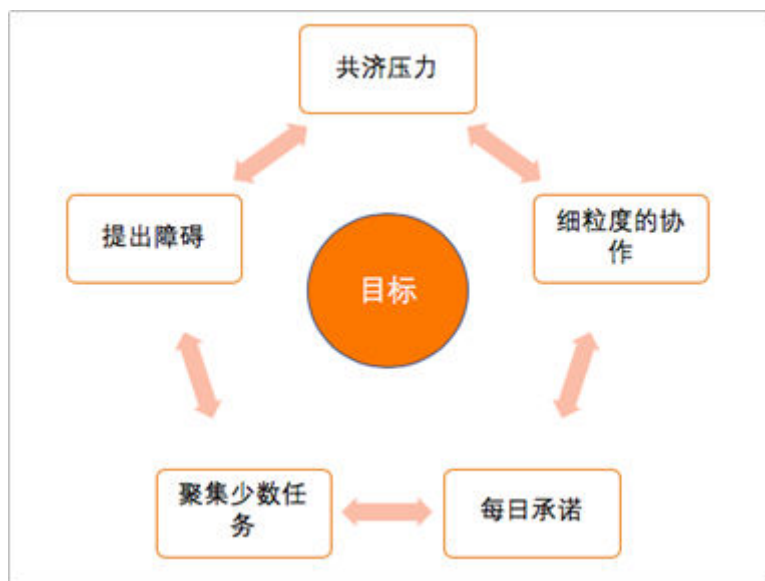 共济压力
提出障碍
细粒度的协
作
目标
聚集少数任
务
每日承诺